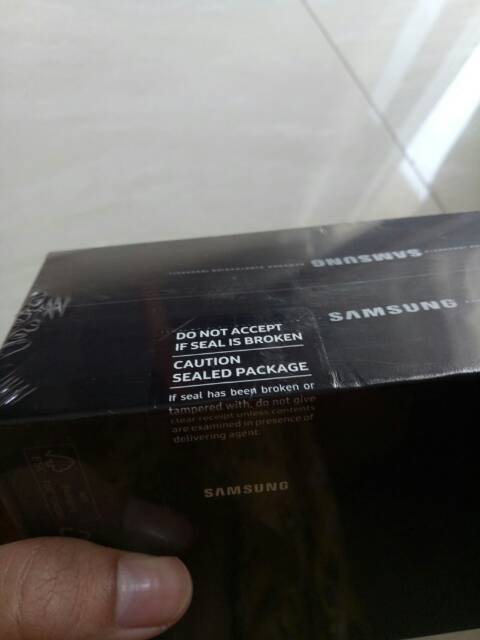 SAMSUNG
SAMSUNG
DO NOT ACCEPT
IF SEAL IS BROKEN
CAUTION
SEALED PACKAGE
If seal has been broken or
tampered with, do not give
clear receipt unless contents
are examined in presence of
delivering agent.
SAMSUNG